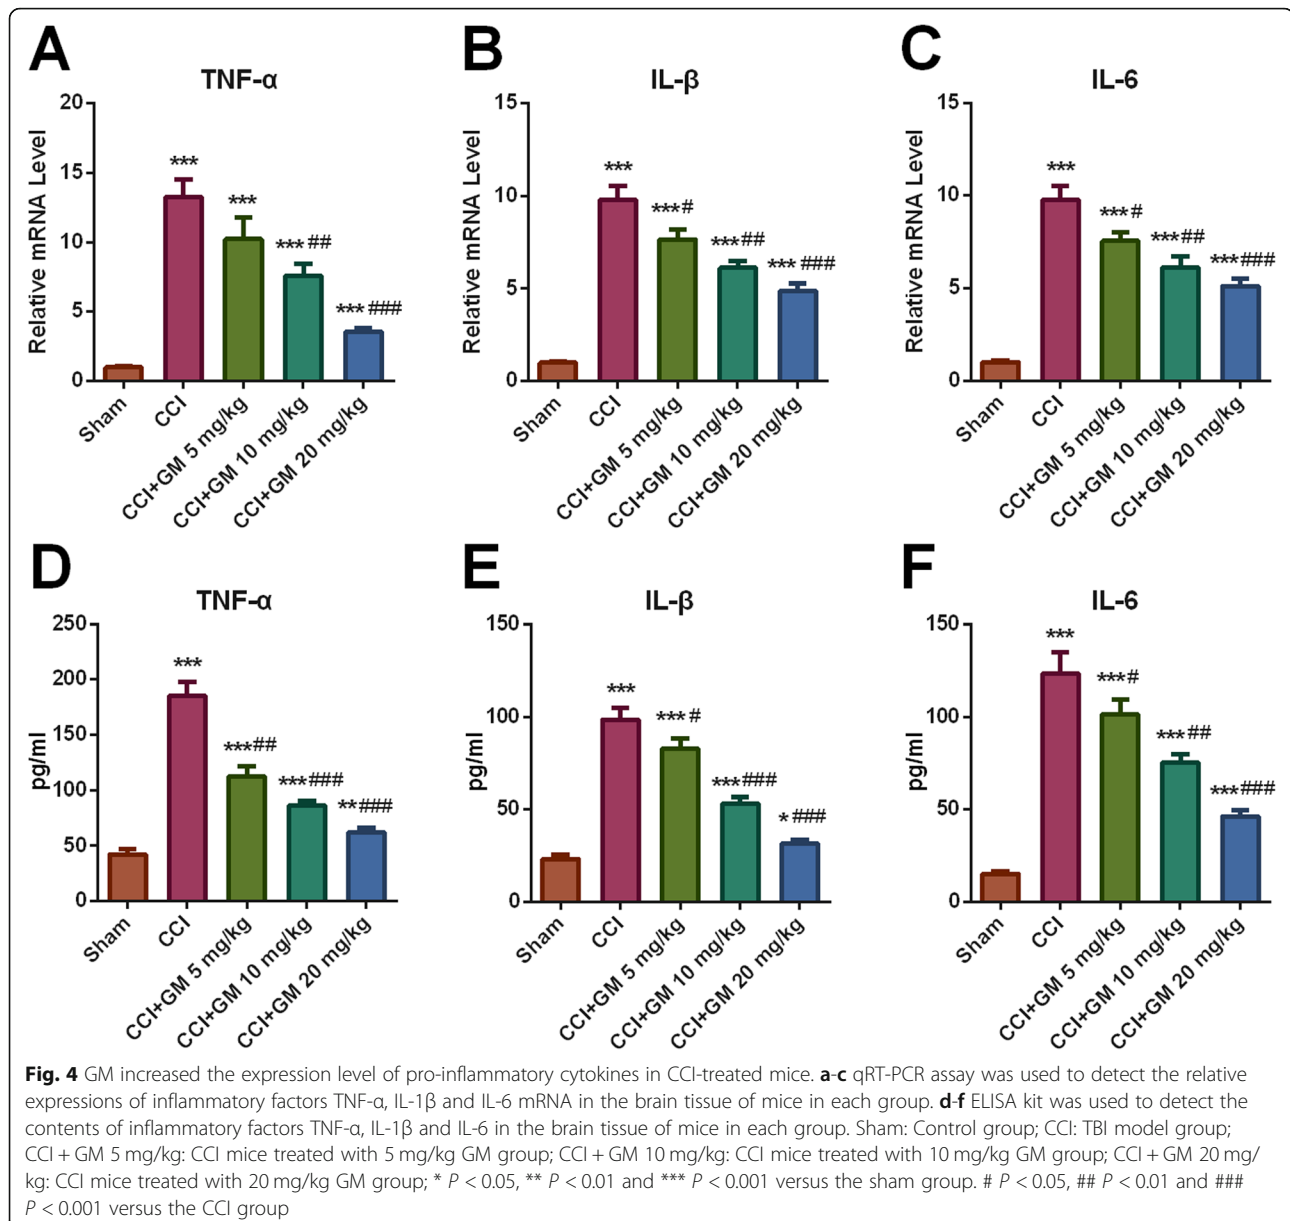 A
TNF-α
Relative mRNA Level
20
15
10
5
0
***
***
*** ##
*** ###
Sham
CCI
CCI+GM 5 mg/kg
CCI+GM 10 mg/kg
CCI+GM 20 mg/kg
B
IL-β
Relative mRNA Level
15
10
5
0
***
***#
***##
*** ###
Sham
CCI
CCI+GM 5 mg/kg
CCI+GM 10 mg/kg
CCI+GM 20 mg/kg
C
IL-6
Relative mRNA Level
15
10
5
0
***
***#
***##
***###
Sham
CCI
CCI+GM 5 mg/kg
CCI+GM 10 mg/kg
CCI+GM 20 mg/kg
D
TNF-α
pg/ml
250
200
150
100
50
0
***
***##
***###
**###
Sham
CCI
CCI+GM 5 mg/kg
CCI+GM 10 mg/kg
CCI+GM 20 mg/kg
E
IL-β
pg/ml
150
100
50
0
***
*** #
***###
* ###
Sham
CCI
CCI+GM 5 mg/kg
CCI+GM 10 mg/kg
CCI+GM 20 mg/kg
F
IL-6
pg/ml
150
100
50
0
***
***#
***##
***###
Sham
CCI
CCI+GM 5 mg/kg
CCI+GM 10 mg/kg
CCI+GM 20 mg/kg
Fig. 4 GM increased the expression level of pro-inflammatory cytokines in CCI-treated mice. a-c qRT-PCR assay was used to detect the relative
expressions of inflammatory factors TNF-α, IL-1β and IL-6 mRNA in the brain tissue of mice in each group. d-f ELISA kit was used to detect the
contents of inflammatory factors TNF-α, IL-1β and IL-6 in the brain tissue of mice in each group. Sham: Control group; CCI: TBI model group;
CCI + GM 5 mg/kg: CCI mice treated with 5 mg/kg GM group; CCI + GM 10 mg/kg: CCI mice treated with 10 mg/kg GM group; CCI + GM 20 mg/
kg: CCI mice treated with 20 mg/kg GM group; * P < 0.05, ** P < 0.01 and *** P < 0.001 versus the sham group. # P < 0.05, ## P < 0.01 and ###
P < 0.001 versus the CCI group